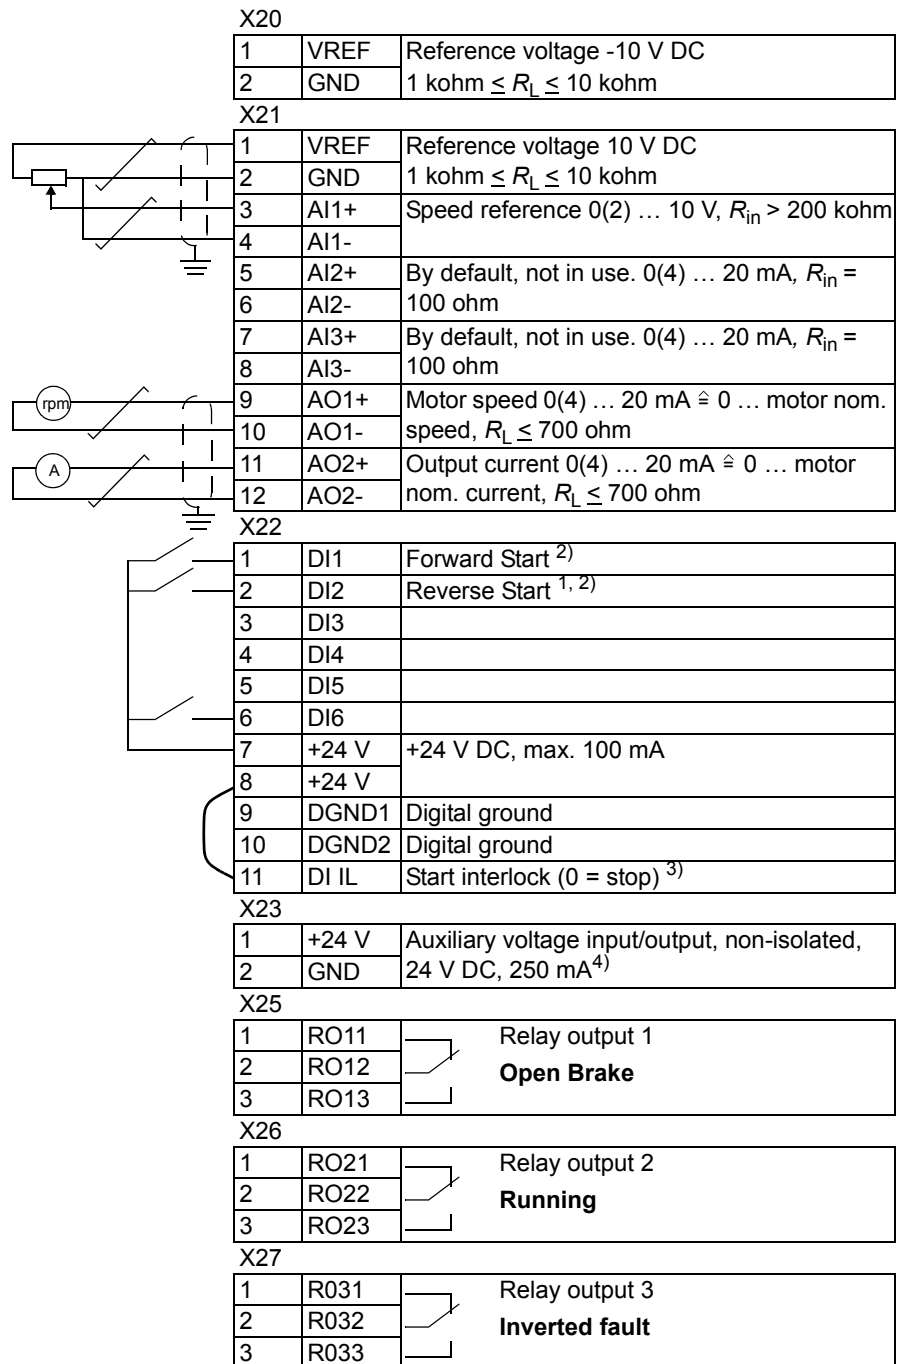 X20
1 VREF Reference voltage -10 V DC
2 GND 1 kohm ≤ RL ≤ 10 kohm
X21
1 VREF Reference voltage 10 V DC
2 GND 1 kohm ≤ RL ≤ 10 kohm
3 AI1+ Speed reference 0(2) … 10 V, Rin > 200 kohm
4 AI1-
5 AI2+ By default, not in use. 0(4) … 20 mA, Rin =
6 AI2- 100 ohm
7 AI3+ By default, not in use. 0(4) … 20 mA, Rin =
8 AI3- 100 ohm
rpm 9 AO1+ Motor speed 0(4) … 20 mA ≙ 0 … motor nom.
10 AO1- speed, RL ≤ 700 ohm
A 11 AO2+ Output current 0(4) … 20 mA ≙ 0 … motor
12 AO2- nom. current, RL ≤ 700 ohm
X22
1 DI1 Forward Start 2)
2 DI2 Reverse Start 1, 2)
3 DI3
4 DI4
5 DI5
6 DI6
7 +24 V +24 V DC, max. 100 mA
8 +24 V
9 DGND1 Digital ground
10 DGND2 Digital ground
11 DI IL Start interlock (0 = stop) 3)
X23
1 +24 V Auxiliary voltage input/output, non-isolated,
2 GND 24 V DC, 250 mA4)
X25
1 RO11 Relay output 1
2 RO12 Open Brake
3 RO13
X26
1 RO21 Relay output 2
2 RO22 Running
3 RO23
X27
1 R031 Relay output 3
2 R032 Inverted fault
3 R033